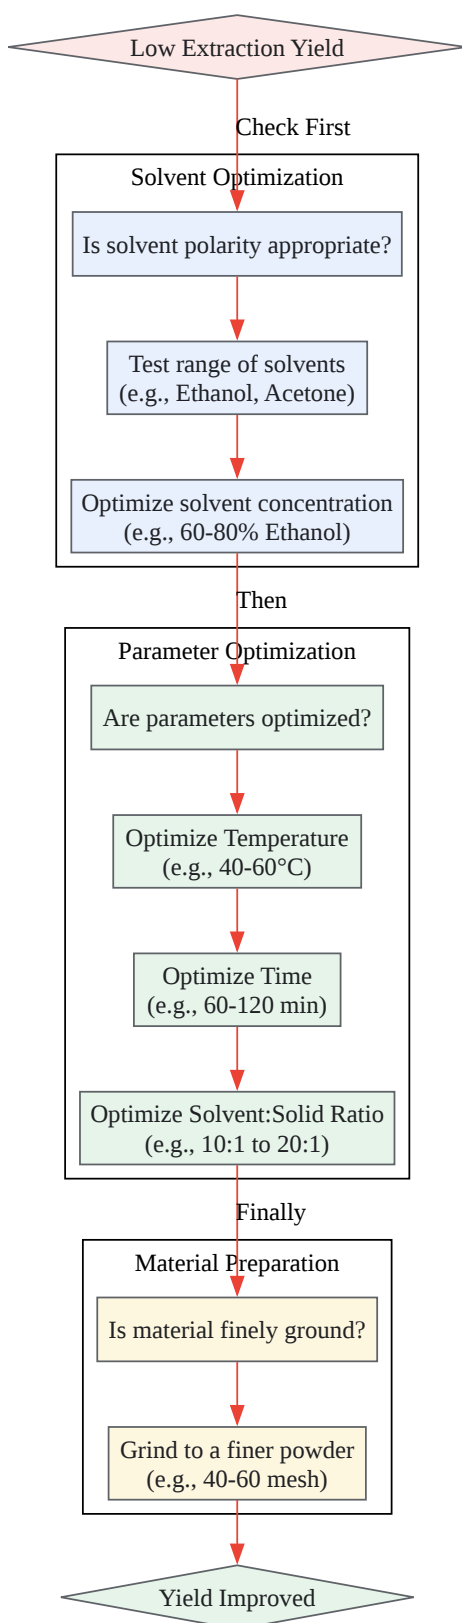 Low Extraction Yield
Check First
Solvent Optimization
Is solvent polarity appropriate?
Test range of solvents
(e.g., Ethanol, Acetone)
Optimize solvent concentration
(e.g., 60-80% Ethanol)
Then
Parameter Optimization
Are parameters optimized?
Optimize Temperature
(e.g., 40-60°C)
Optimize Time
(e.g., 60-120 min)
Optimize Solvent:Solid Ratio
(e.g., 10:1 to 20:1)
Finally
Material Preparation
Is material finely ground?
Grind to a finer powder
(e.g., 40-60 mesh)
Yield Improved